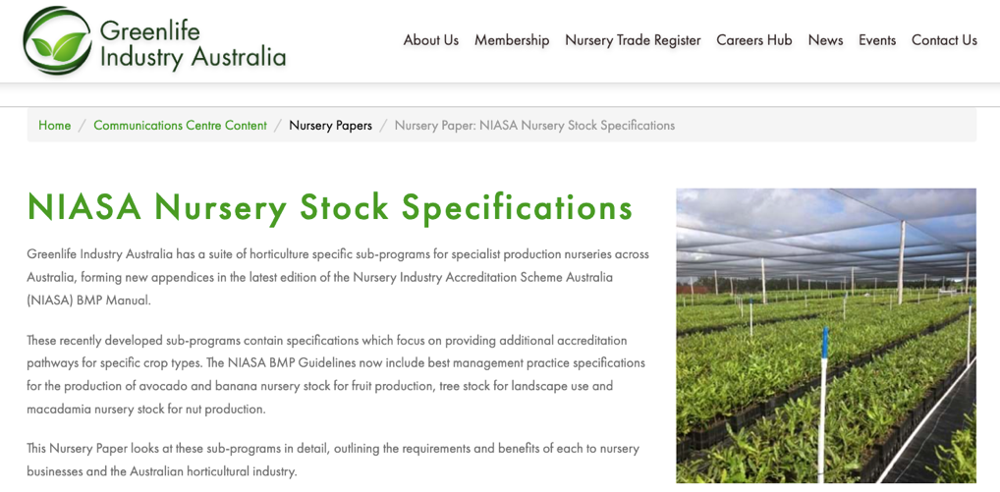 Greenlife
Industry Australia
About Us Membership Nursery Trade Register Careers Hub News Events Contact Us
Home / Communications Centre Content / Nursery Papers / Nursery Paper: NIASA Nursery Stock Specifications
NIASA Nursery Stock Specifications
Greenlife Industry Australia has a suite of horticulture specific sub-programs for specialist production nurseries across
Australia, forming new appendices in the latest edition of the Nursery Industry Accreditation Scheme Australia
(NIASA) BMP Manual.
These recently developed sub-programs contain specifications which focus on providing additional accreditation
pathways for specific crop types. The NIASA BMP Guidelines now include best management practice specifications
for the production of avocado and banana nursery stock for fruit production, tree stock for landscape use and
macadamia nursery stock for nut production.
This Nursery Paper looks at these sub-programs in detail, outlining the requirements and benefits of each to nursery
businesses and the Australian horticultural industry.